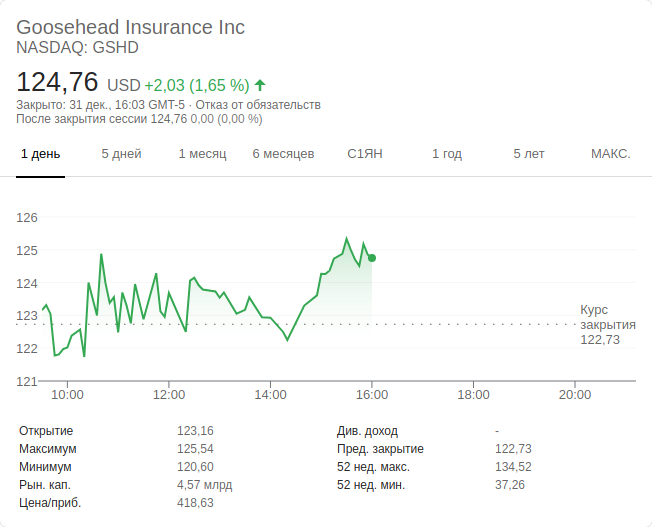 Goosehead Insurance Inc
NASDAQ: GSHD
124,76 USD +2,03 (1,65 %)
Закрыто: 31 дек., 16:03 GMT-5 · Отказ от обязательств
После закрытия сессии 124,76 0,00 (0,00 %)
1 день 5 дней 1 месяц 6 месяцев С1ЯН 1 год 5 лет МАКС.
126
125
124
123
122
121
Курс
закрытия
122,73
10:00 12:00 14:00 16:00 18:00 20:00
Открытие 123,16 Див. доход -
Максимум 125,54 Пред. закрытие 122,73
Минимум 120,60 52 нед. макс. 134,52
Рын. кап. 4,57 млрд 52 нед. мин. 37,26
Цена/приб. 418,63